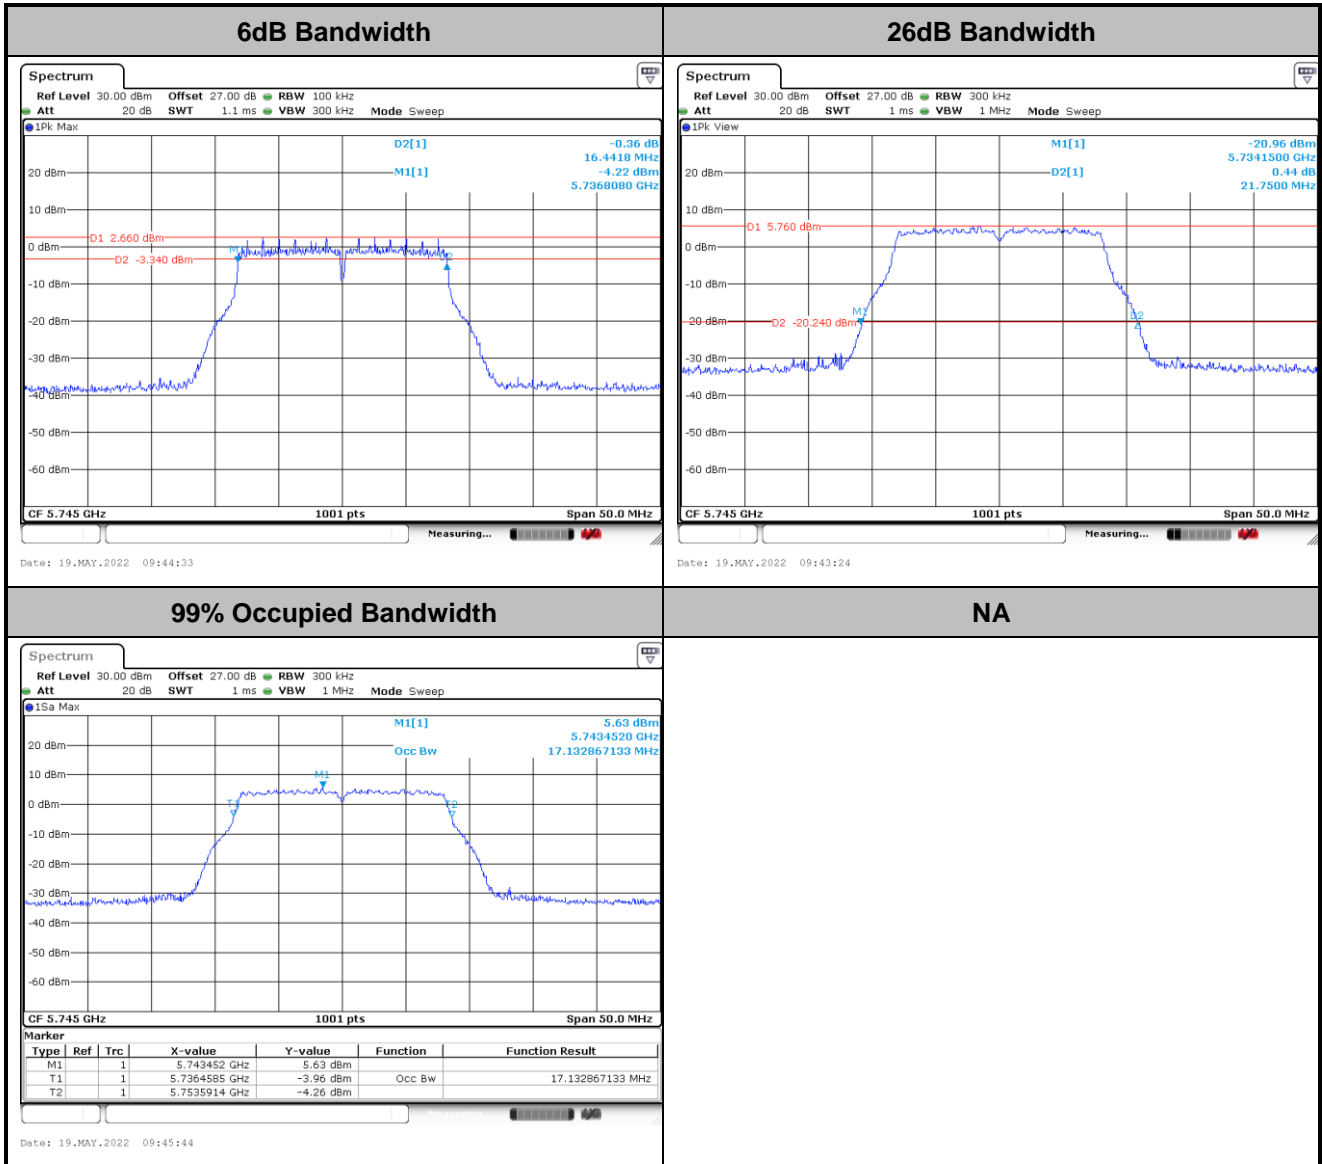 6dB Bandwidth
26dB Bandwidth
Spectrum
Ref Level 30.00 dBm Offset 27.00 dB RBW 100 kHz
Att 20 dB SWT 1.1 ms VBW 300 kHz Mode Sweep
1Pk Max
D2[1] -0.36 dB
16.4418 MHz
M1[1] -4.22 dBm
5.7368080 GHz
20 dBm
10 dBm
D1 2.660 dBm
0 dBm
M1
D2
D2 -3.340 dBm
-10 dBm
-20 dBm
-30 dBm
-40 dBm
-50 dBm
-60 dBm
CF 5.745 GHz 1001 pts Span 50.0 MHz
Measuring...
Date: 19.MAY.2022 09:44:33
Spectrum
Ref Level 30.00 dBm Offset 27.00 dB RBW 300 kHz
Att 20 dB SWT 1 ms VBW 1 MHz Mode Sweep
1Pk View
M1[1] -20.96 dBm
5.7341500 GHz
D2[1] 0.44 dB
21.7500 MHz
20 dBm
10 dBm
D1 5.760 dBm
0 dBm
-10 dBm
M1
D2
-20 dBm
D2 -20.240 dBm
-30 dBm
-40 dBm
-50 dBm
-60 dBm
CF 5.745 GHz 1001 pts Span 50.0 MHz
Measuring...
Date: 19.MAY.2022 09:43:24
99% Occupied Bandwidth
NA
Spectrum
Ref Level 30.00 dBm Offset 27.00 dB RBW 300 kHz
Att 20 dB SWT 1 ms VBW 1 MHz Mode Sweep
1Sa Max
M1[1] 5.63 dBm
5.7434520 GHz
Occ Bw 17.132867133 MHz
20 dBm
10 dBm
M1
0 dBm
T1
T2
-10 dBm
-20 dBm
-30 dBm
-40 dBm
-50 dBm
-60 dBm
CF 5.745 GHz 1001 pts Span 50.0 MHz
Marker
Type Ref Trc X-value Y-value Function Function Result
M1 1 5.743452 GHz 5.63 dBm
T1 1 5.7364585 GHz -3.96 dBm Occ Bw 17.132867133 MHz
T2 1 5.7535914 GHz -4.26 dBm
Measuring...
Date: 19.MAY.2022 09:45:44